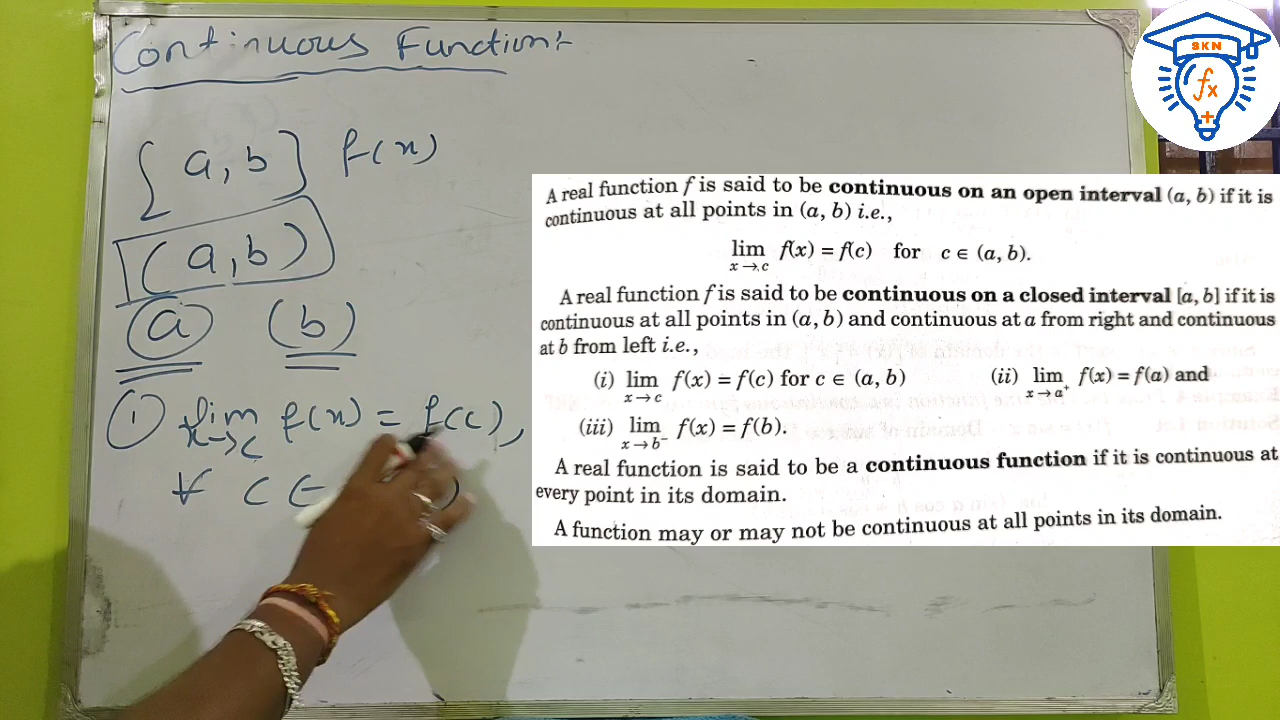 Continuous Function:-
[a, b] f(x)
(a, b)
(a) (b)
① lim f(x) = f(c),
x→c
∀ c ∈
SKN
fx
+
A real function f is said to be continuous on an open interval (a, b) if it is
continuous at all points in (a, b) i.e.,
lim f(x) = f(c) for c ∈ (a, b).
x→c
A real function f is said to be continuous on a closed interval [a, b] if it is
continuous at all points in (a, b) and continuous at a from right and continuous
at b from left i.e.,
(i) lim f(x) = f(c) for c ∈ (a, b) (ii) lim f(x) = f(a) and
x→c x→a⁺
(iii) lim f(x) = f(b).
x→b⁻
A real function is said to be a continuous function if it is continuous at
every point in its domain.
A function may or may not be continuous at all points in its domain.